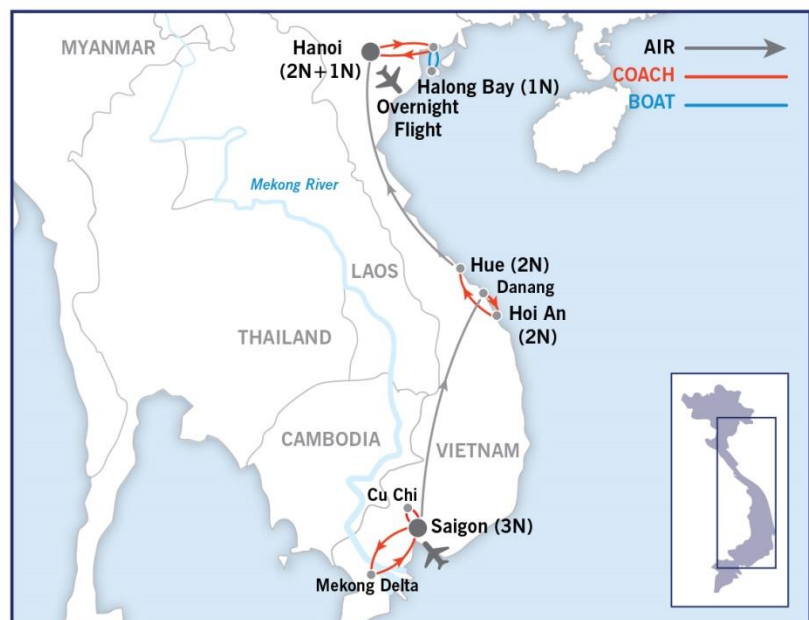 MYANMAR
Hanoi
(2N+1N)
Halong Bay (1N)
Overnight
Flight
AIR
COACH
BOAT
Mekong River
LAOS
Hue (2N)
Danang
Hoi An
(2N)
THAILAND
CAMBODIA
VIETNAM
Cu Chi
Saigon (3N)
Mekong Delta